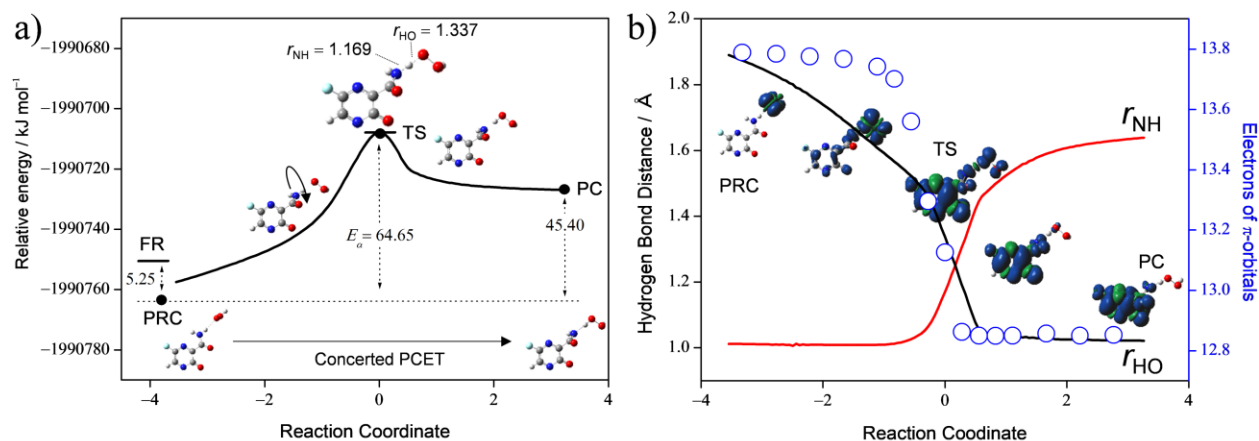 a)
Relative energy / kJ mol⁻¹
−1990680
−1990700
−1990720
−1990740
−1990760
−1990780
r_NH = 1.169
r_HO = 1.337
TS
PC
FR
5.25
PRC
E_a = 64.65
45.40
Concerted PCET
−4
−2
0
2
4
Reaction Coordinate
b)
Hydrogen Bond Distance / Å
2.0
1.8
1.6
1.4
1.2
1.0
PRC
TS
PC
r_NH
r_HO
13.8
13.6
13.4
13.2
13.0
12.8
Electrons of π-orbitals
−4
−2
0
2
4
Reaction Coodinate